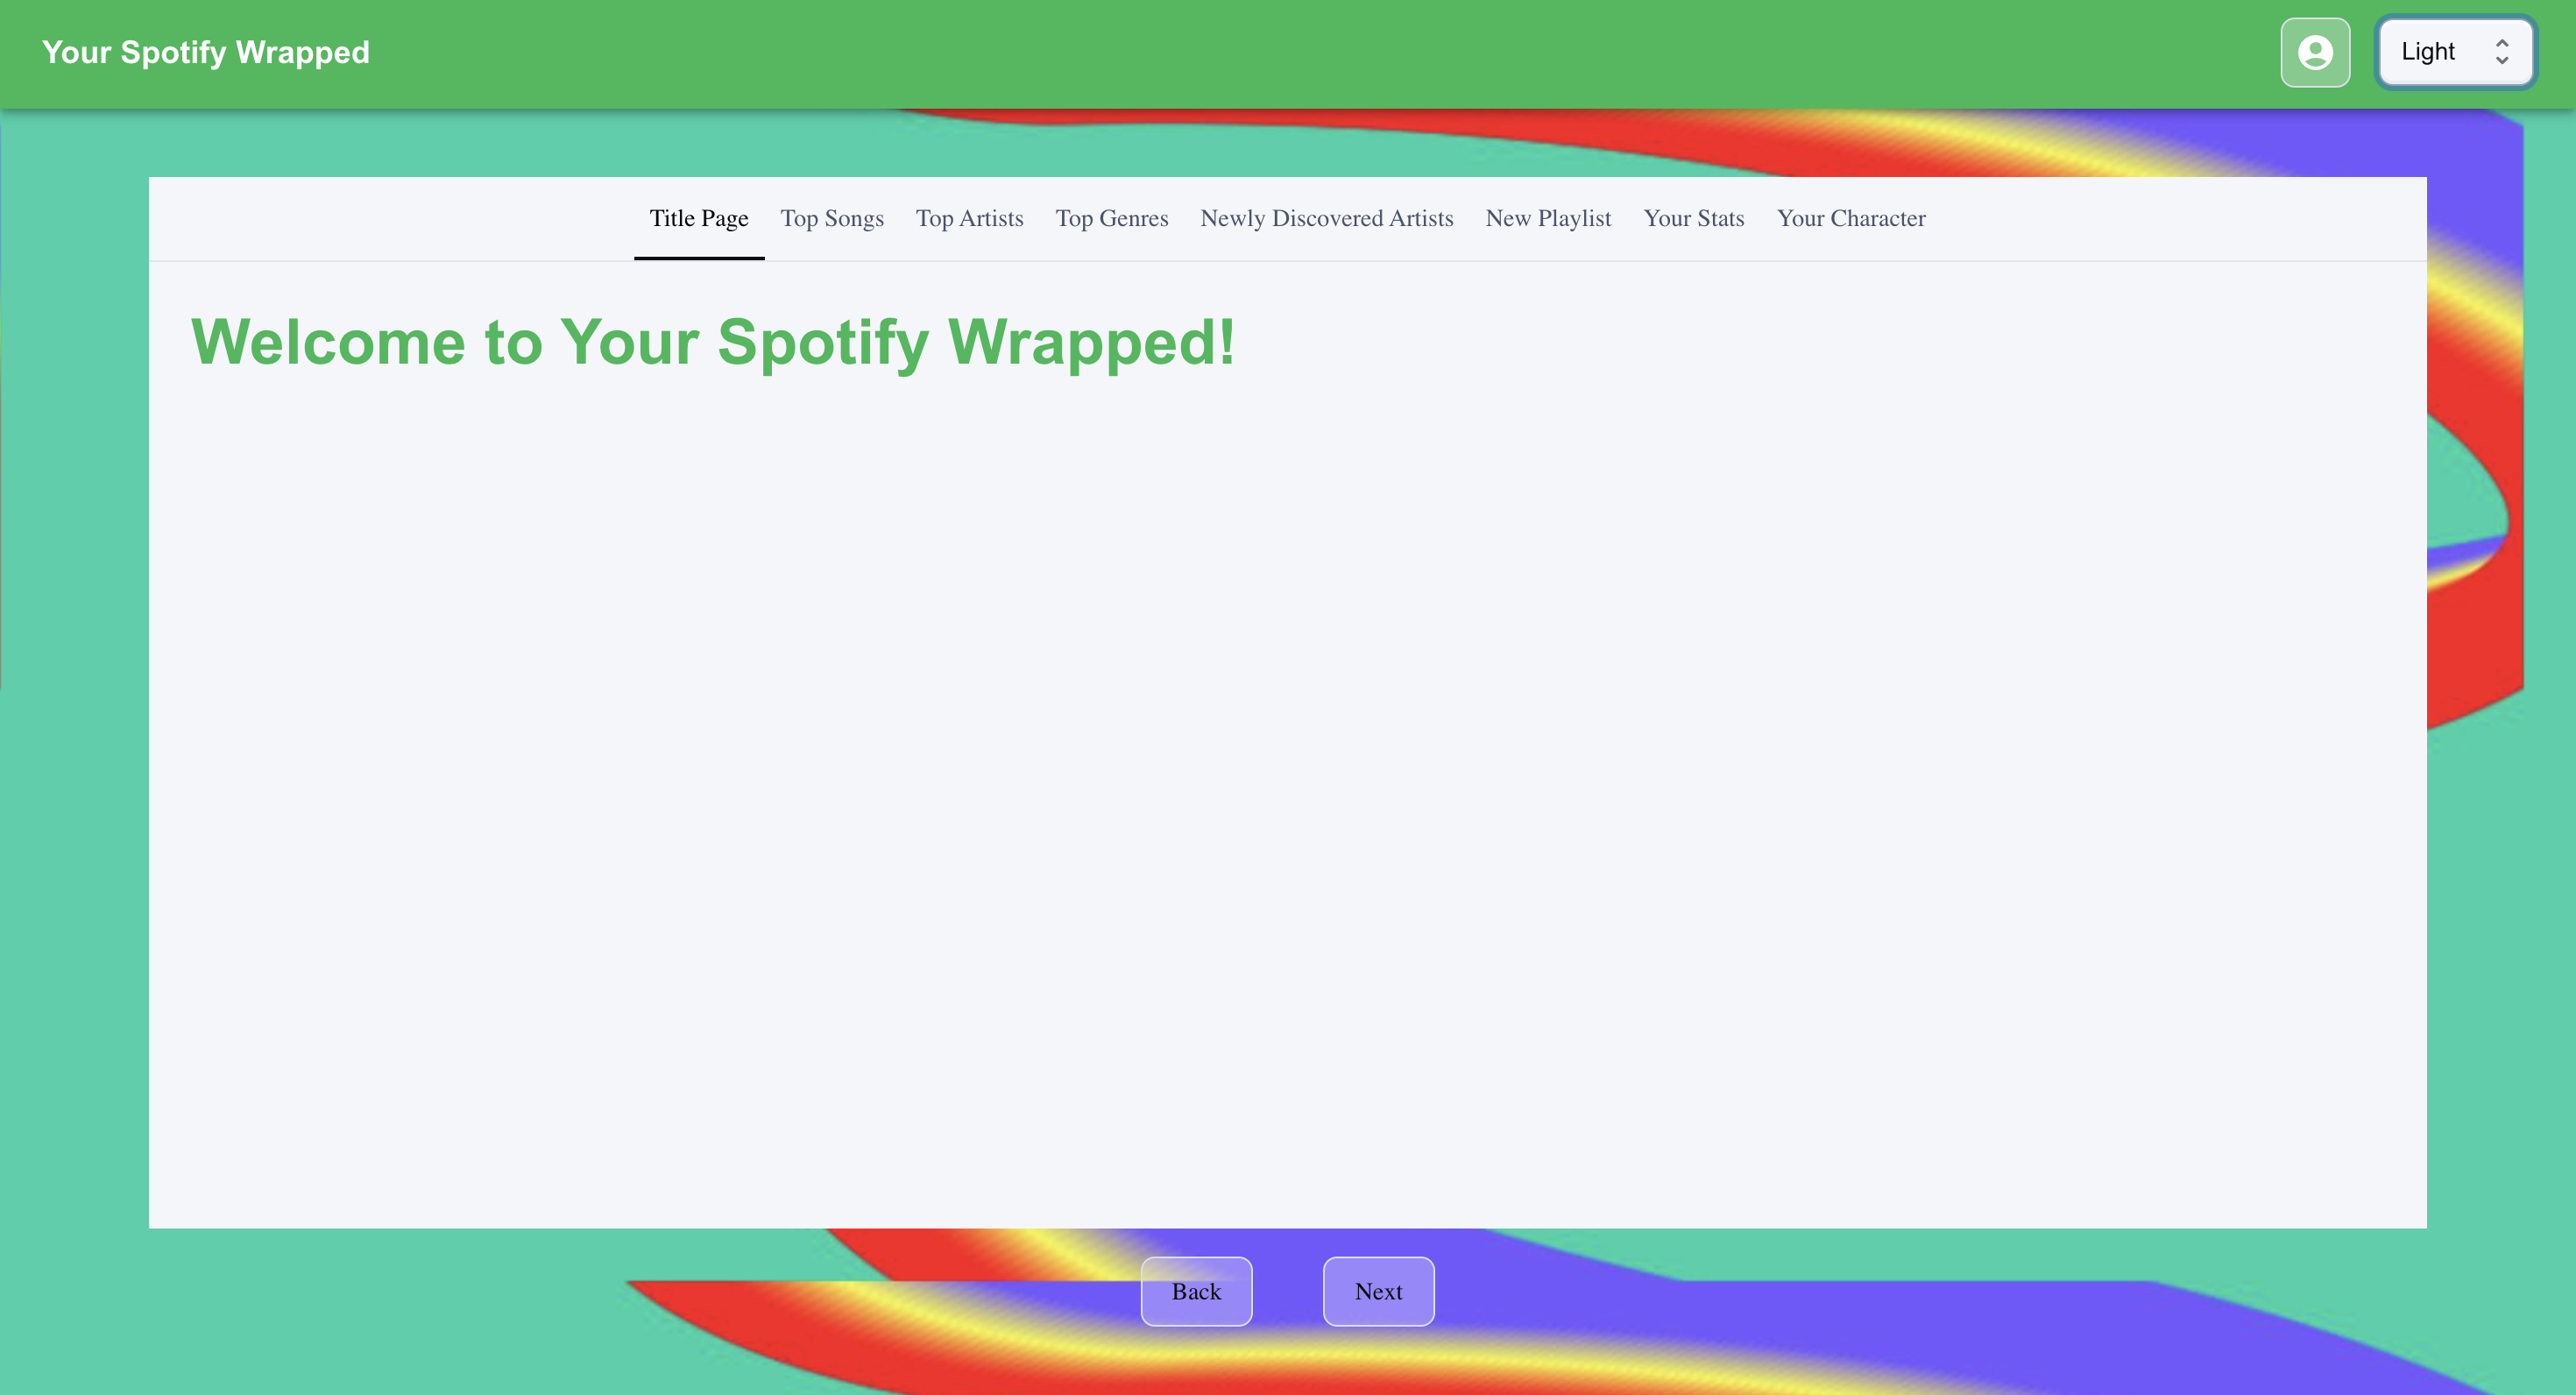 Your Spotify Wrapped
Light
Title Page Top Songs Top Artists Top Genres Newly Discovered Artists New Playlist Your Stats Your Character
Welcome to Your Spotify Wrapped!
Back Next